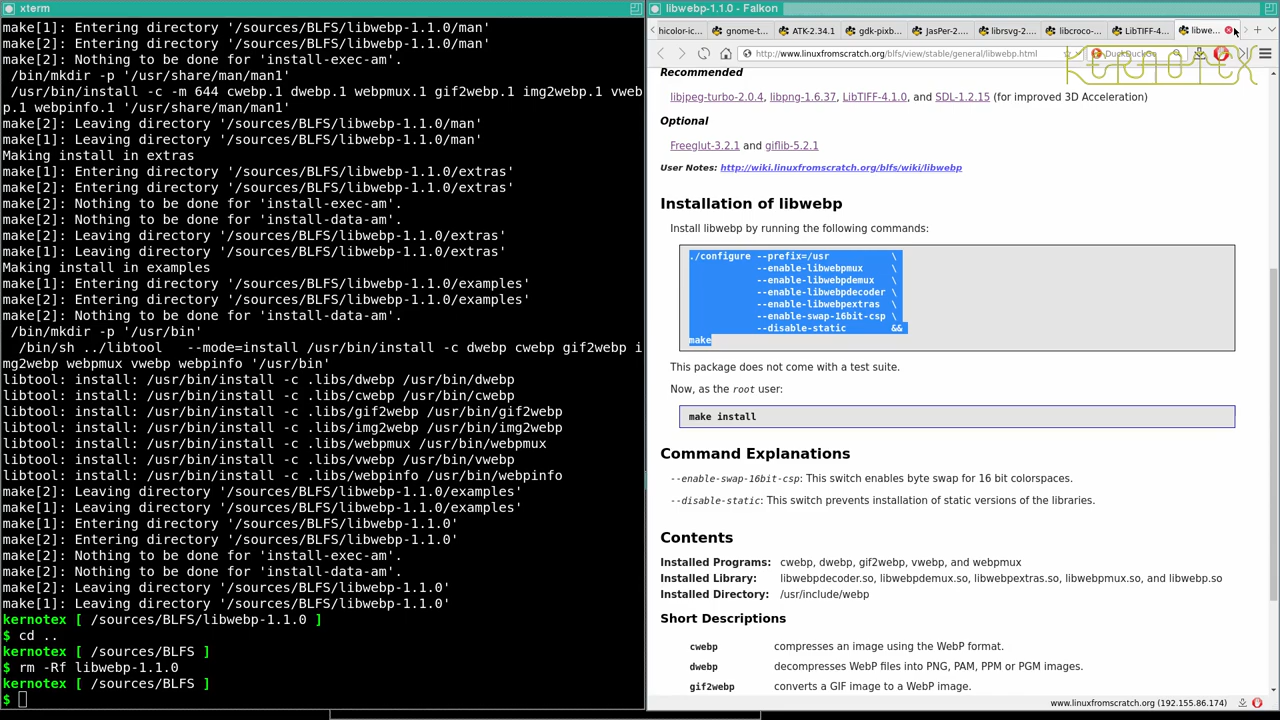 xterm
make[1]: Entering directory '/sources/BLFS/libwebp-1.1.0/man'
make[2]: Entering directory '/sources/BLFS/libwebp-1.1.0/man'
make[2]: Nothing to be done for 'install-exec-am'.
 /bin/mkdir -p '/usr/share/man/man1'
 /usr/bin/install -c -m 644 cwebp.1 dwebp.1 webpmux.1 gif2webp.1 img2webp.1 vweb
p.1 webpinfo.1 '/usr/share/man/man1'
make[2]: Leaving directory '/sources/BLFS/libwebp-1.1.0/man'
make[1]: Leaving directory '/sources/BLFS/libwebp-1.1.0/man'
Making install in extras
make[1]: Entering directory '/sources/BLFS/libwebp-1.1.0/extras'
make[2]: Entering directory '/sources/BLFS/libwebp-1.1.0/extras'
make[2]: Nothing to be done for 'install-exec-am'.
make[2]: Nothing to be done for 'install-data-am'.
make[2]: Leaving directory '/sources/BLFS/libwebp-1.1.0/extras'
make[1]: Leaving directory '/sources/BLFS/libwebp-1.1.0/extras'
Making install in examples
make[1]: Entering directory '/sources/BLFS/libwebp-1.1.0/examples'
make[2]: Entering directory '/sources/BLFS/libwebp-1.1.0/examples'
make[2]: Nothing to be done for 'install-data-am'.
 /bin/mkdir -p '/usr/bin'
  /bin/sh ../libtool   --mode=install /usr/bin/install -c dwebp cwebp gif2webp i
mg2webp webpmux vwebp webpinfo '/usr/bin'
libtool: install: /usr/bin/install -c .libs/dwebp /usr/bin/dwebp
libtool: install: /usr/bin/install -c .libs/cwebp /usr/bin/cwebp
libtool: install: /usr/bin/install -c .libs/gif2webp /usr/bin/gif2webp
libtool: install: /usr/bin/install -c .libs/img2webp /usr/bin/img2webp
libtool: install: /usr/bin/install -c .libs/webpmux /usr/bin/webpmux
libtool: install: /usr/bin/install -c .libs/vwebp /usr/bin/vwebp
libtool: install: /usr/bin/install -c .libs/webpinfo /usr/bin/webpinfo
make[2]: Leaving directory '/sources/BLFS/libwebp-1.1.0/examples'
make[1]: Leaving directory '/sources/BLFS/libwebp-1.1.0/examples'
make[1]: Entering directory '/sources/BLFS/libwebp-1.1.0'
make[2]: Entering directory '/sources/BLFS/libwebp-1.1.0'
make[2]: Nothing to be done for 'install-exec-am'.
make[2]: Nothing to be done for 'install-data-am'.
make[2]: Leaving directory '/sources/BLFS/libwebp-1.1.0'
make[1]: Leaving directory '/sources/BLFS/libwebp-1.1.0'
kernotex [ /sources/BLFS/libwebp-1.1.0 ]
$ cd ..
kernotex [ /sources/BLFS ]
$ rm -Rf libwebp-1.1.0
kernotex [ /sources/BLFS ]
$
libwebp-1.1.0 - Falkon
hicolor-ic... gnome-t... ATK-2.34.1 gdk-pixb... JasPer-2... librsvg-2... libcroco-... LibTIFF-4... libwe...
http://www.linuxfromscratch.org/blfs/view/stable/general/libwebp.html DuckDuckGo
KERNOTEX
Recommended
libjpeg-turbo-2.0.4, libpng-1.6.37, LibTIFF-4.1.0, and SDL-1.2.15 (for improved 3D Acceleration)
Optional
Freeglut-3.2.1 and giflib-5.2.1
User Notes: http://wiki.linuxfromscratch.org/blfs/wiki/libwebp
Installation of libwebp
Install libwebp by running the following commands:
./configure --prefix=/usr \
--enable-libwebpmux \
--enable-libwebpdemux \
--enable-libwebpdecoder \
--enable-libwebpextras \
--enable-swap-16bit-csp \
--disable-static &&
make
This package does not come with a test suite.
Now, as the root user:
make install
Command Explanations
--enable-swap-16bit-csp: This switch enables byte swap for 16 bit colorspaces.
--disable-static: This switch prevents installation of static versions of the libraries.
Contents
Installed Programs: cwebp, dwebp, gif2webp, vwebp, and webpmux
Installed Library: libwebpdecoder.so, libwebpdemux.so, libwebpextras.so, libwebpmux.so, and libwebp.so
Installed Directory: /usr/include/webp
Short Descriptions
cwebp compresses an image using the WebP format.
dwebp decompresses WebP files into PNG, PAM, PPM or PGM images.
gif2webp converts a GIF image to a WebP image.
www.linuxfromscratch.org (192.155.86.174)